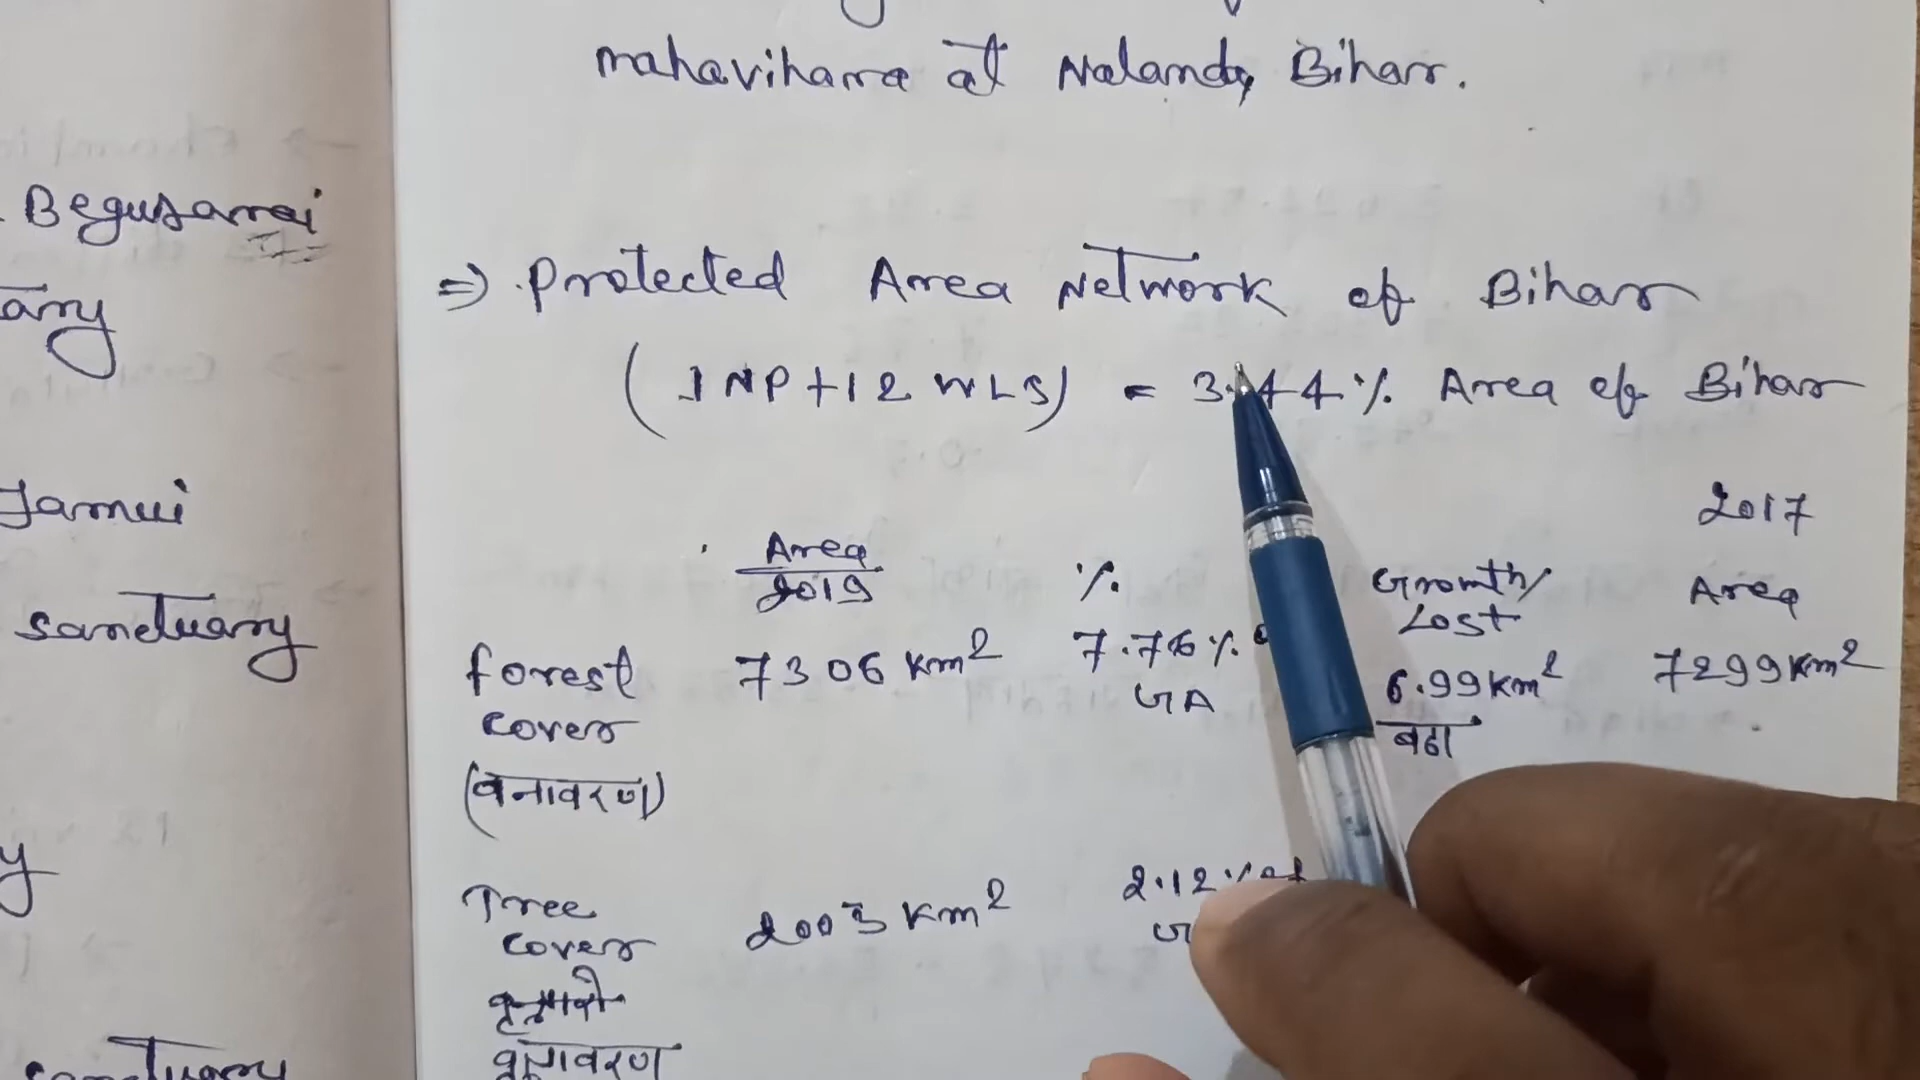 mahavihara at Nalanda, Bihar.
Begusarai
Jamui
sanctuary
sanctuary
⇒ Protected Area Network of Bihar
(1NP+12 WLS) = 3.44% Area of Bihar
2017
Area 2019 % Growth/Lost Area
forest cover (वनावरण) 7306 km² 7.76% GA 6.99 km² बढा 7299 km²
Tree cover 2003 km² 2.12% of
वृक्षावरण